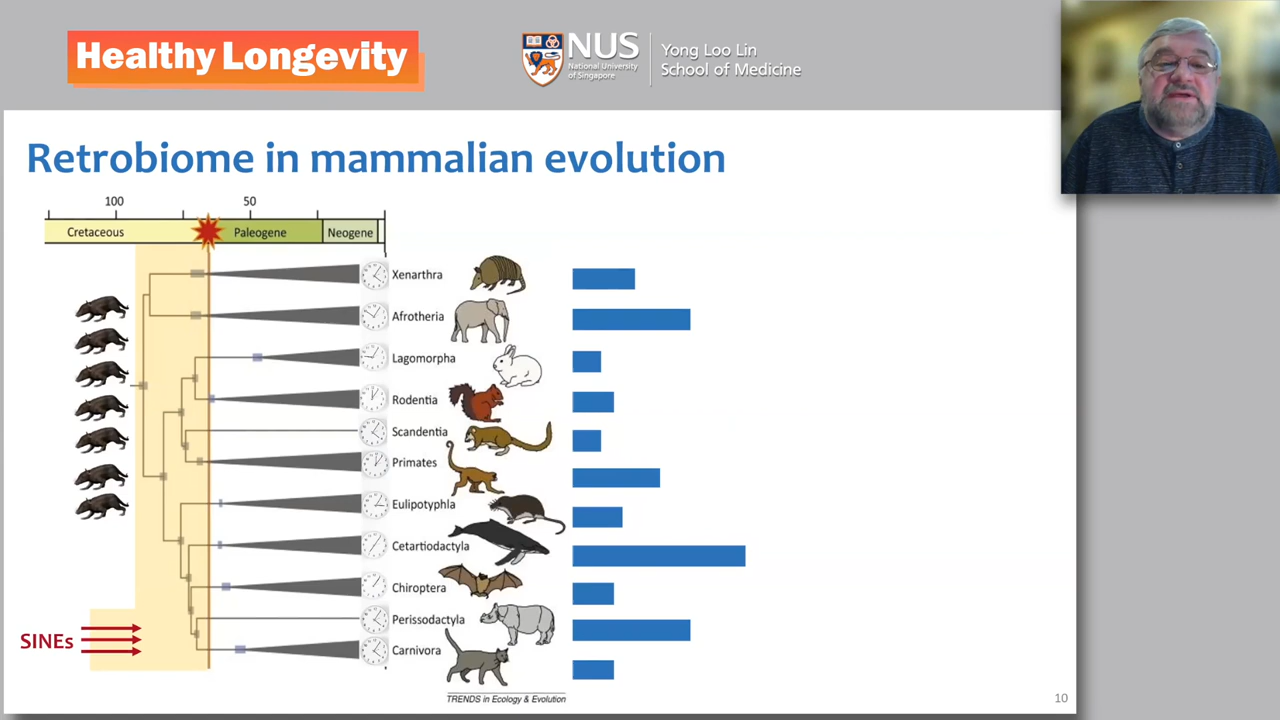 Healthy Longevity
NUS
National University
of Singapore
Yong Loo Lin
School of Medicine
Retrobiome in mammalian evolution
100
50
Cretaceous
Paleogene
Neogene
Xenarthra
Afrotheria
Lagomorpha
Rodentia
Scandentia
Primates
Eulipotyphla
Cetartiodactyla
Chiroptera
Perissodactyla
SINEs
Carnivora
TRENDS in Ecology & Evolution
10